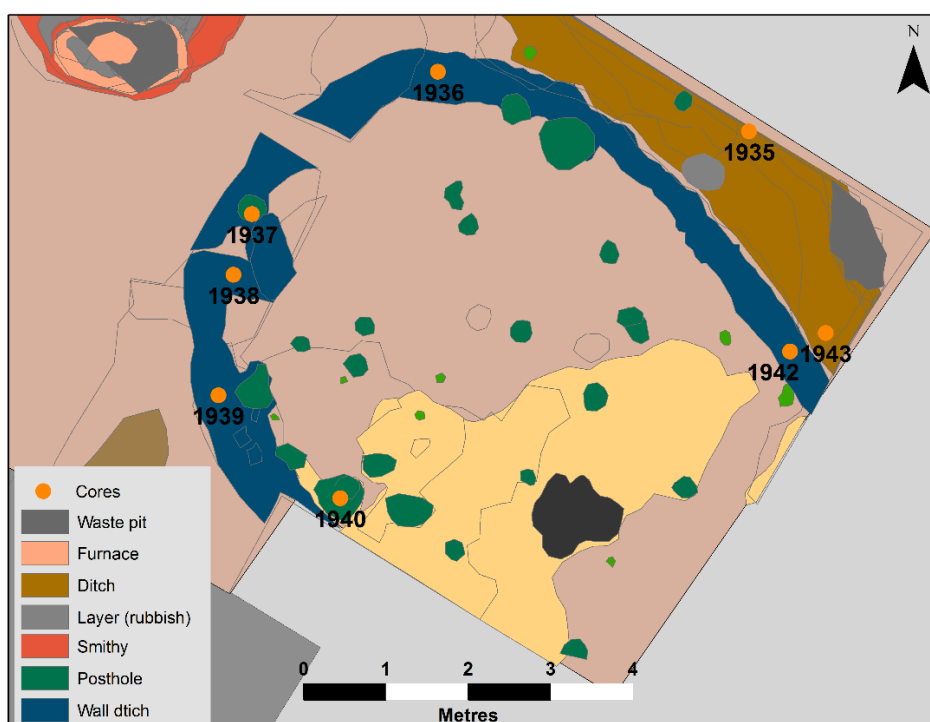 N
1936
1935
1937
1938
1943
1942
1939
1940
Cores
Waste pit
Furnace
Ditch
Layer (rubbish)
Smithy
Posthole
Wall dtich
0 1 2 3 4
Metres